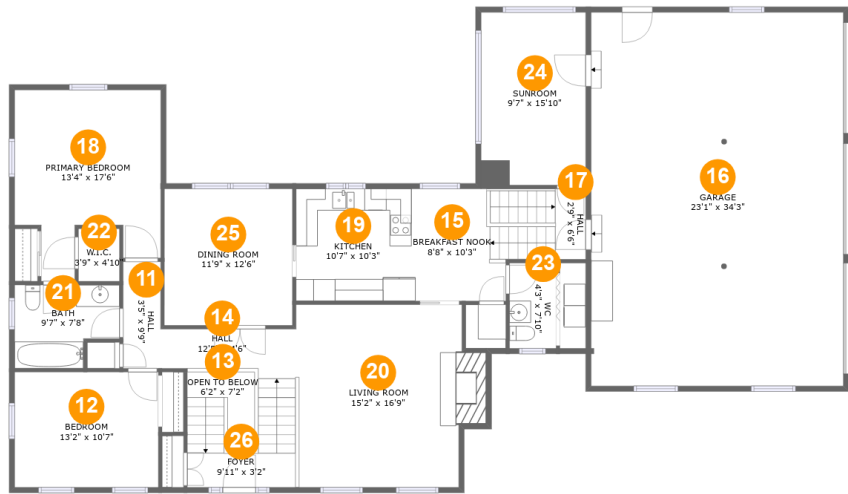 24
SUNROOM
9'7" x 15'10"
18
PRIMARY BEDROOM
13'4" x 17'6"
16
GARAGE
23'1" x 34'3"
17
HALL
2'9" x 6'6"
22
W.I.C.
3'9" x 4'10"
25
DINING ROOM
11'9" x 12'6"
19
KITCHEN
10'7" x 10'3"
15
BREAKFAST NOOK
8'8" x 10'3"
23
WC
4'3" x 7'10"
11
HALL
3'5" x 9'9"
21
BATH
9'7" x 7'8"
14
HALL
13
OPEN TO BELOW
6'2" x 7'2"
20
LIVING ROOM
15'2" x 16'9"
12
BEDROOM
13'2" x 10'7"
26
FOYER
9'11" x 3'2"